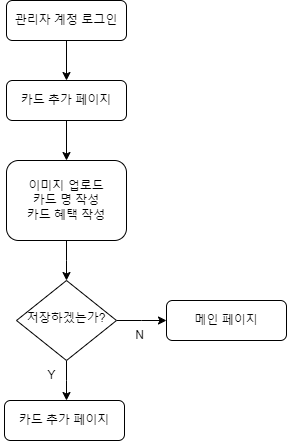 관리자 계정 로그인
카드 추가 페이지
이미지 업로드
카드 명 작성
카드 혜택 작성
저장하겠는가?
N
메인 페이지
Y
카드 추가 페이지